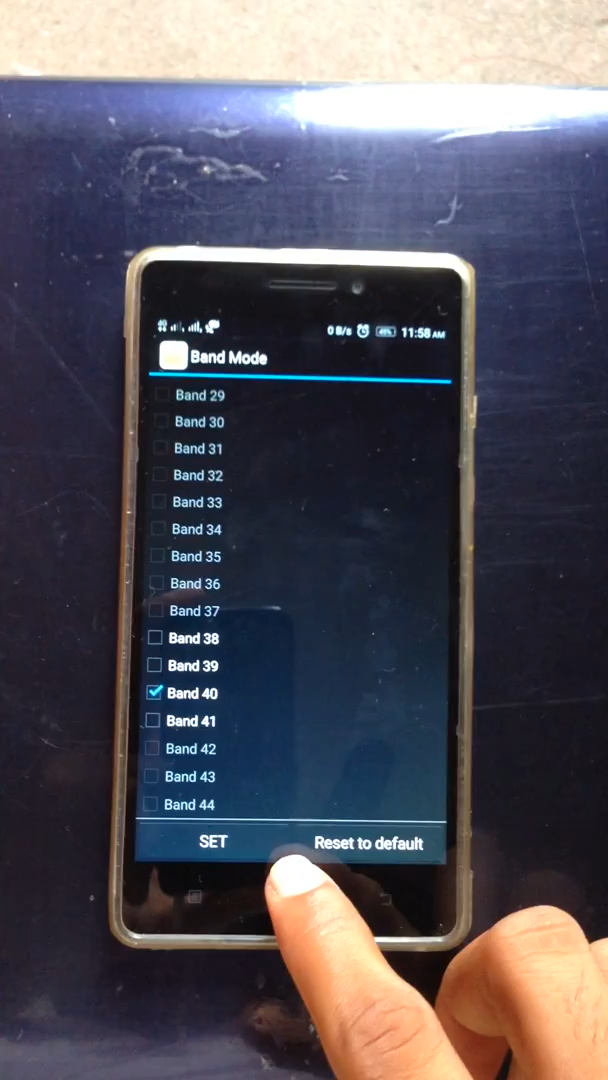 4G 0 B/s 45% 11:58 AM
Band Mode
Band 29
Band 30
Band 31
Band 32
Band 33
Band 34
Band 35
Band 36
Band 37
Band 38
Band 39
Band 40
Band 41
Band 42
Band 43
Band 44
SET Reset to default